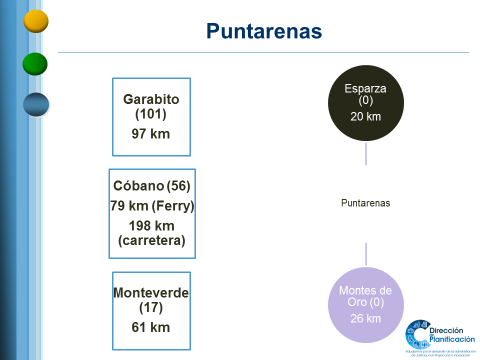 Puntarenas
Garabito
(101)
97 km
Cóbano (56)
79 km (Ferry)
198 km
(carretera)
Monteverde
(17)
61 km
Esparza
(0)
20 km
Puntarenas
Montes de
Oro (0)
26 km
Dirección
Planificación